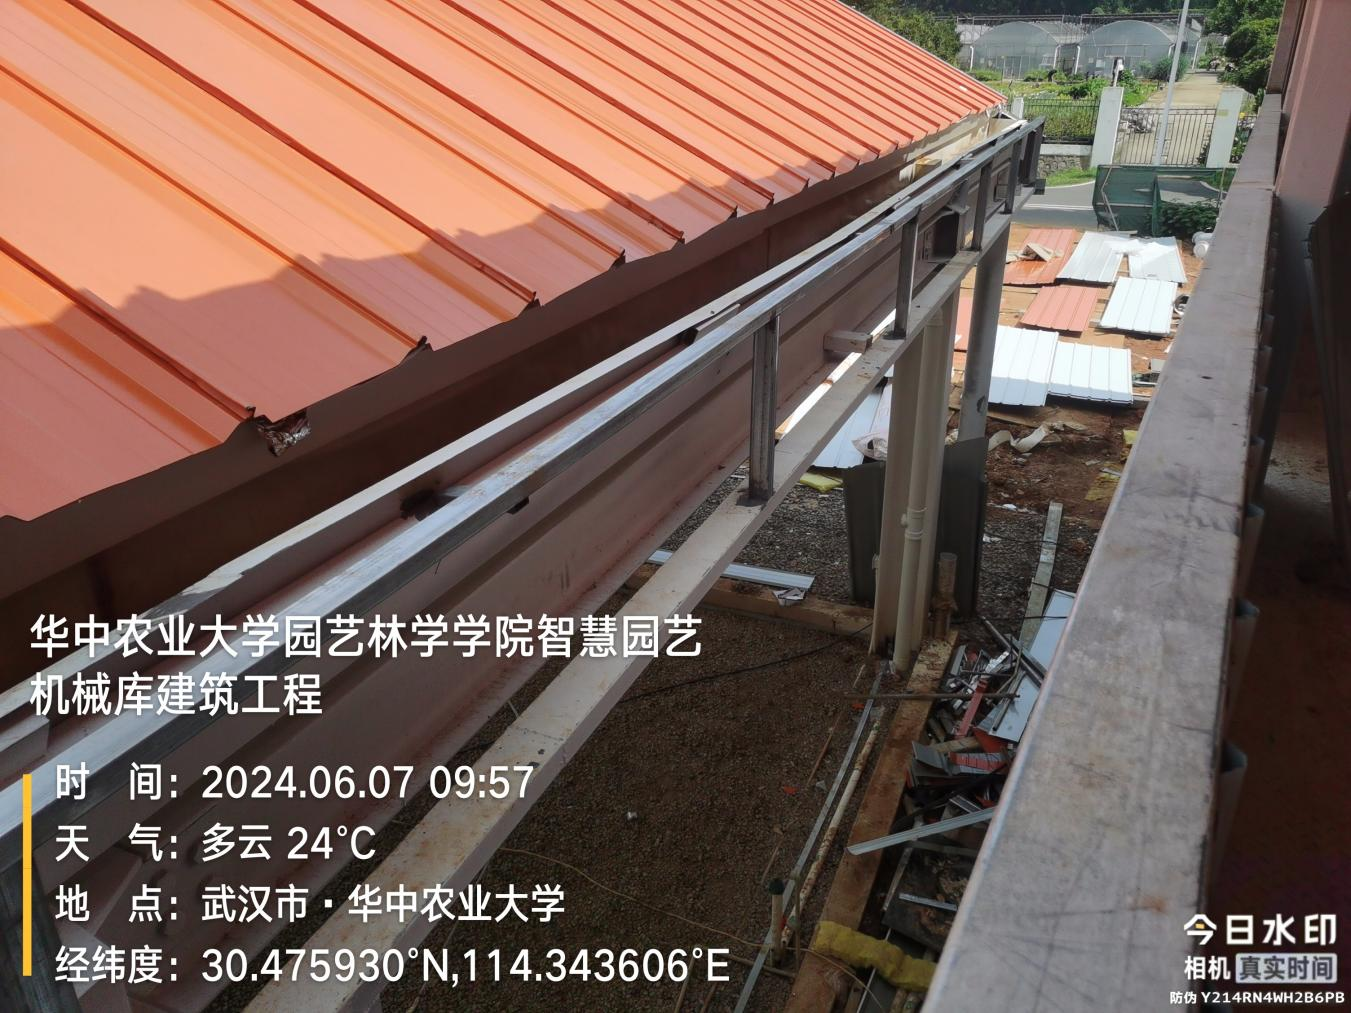 华中农业大学园艺林学学院智慧园艺
机械库建筑工程
时 间：2024.06.07 09:57
天 气：多云 24°C
地 点：武汉市·华中农业大学
经纬度：30.475930°N,114.343606°E
今日水印
相机 真实时间
防伪 Y214RN4WH2B6PB